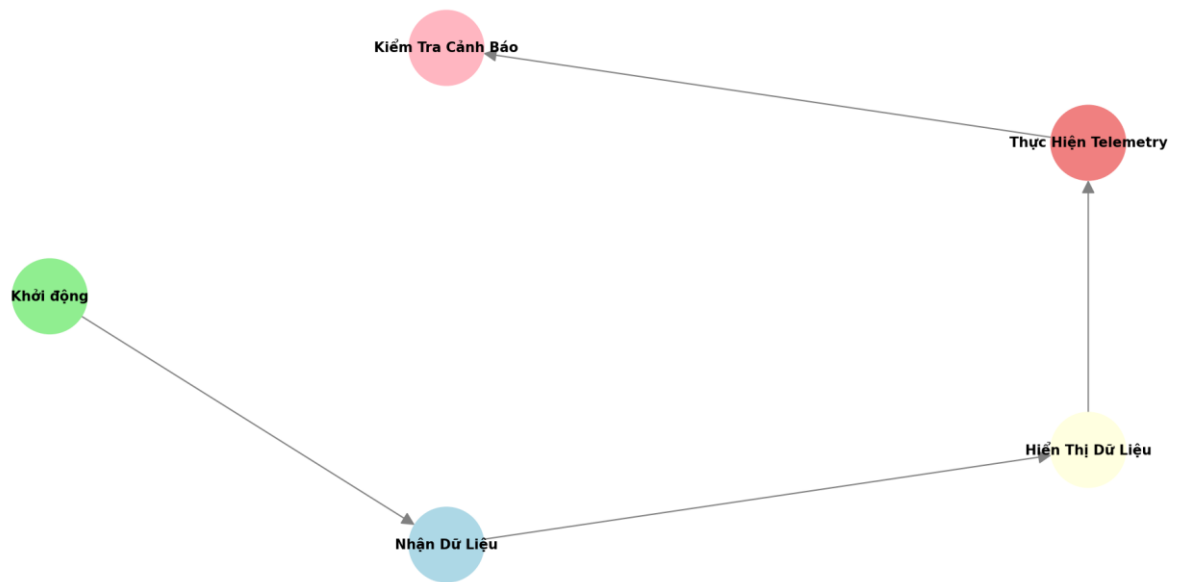 Kiểm Tra Cảnh Báo
Thực Hiện Telemetry
Khởi động
Hiển Thị Dữ Liệu
Nhận Dữ Liệu